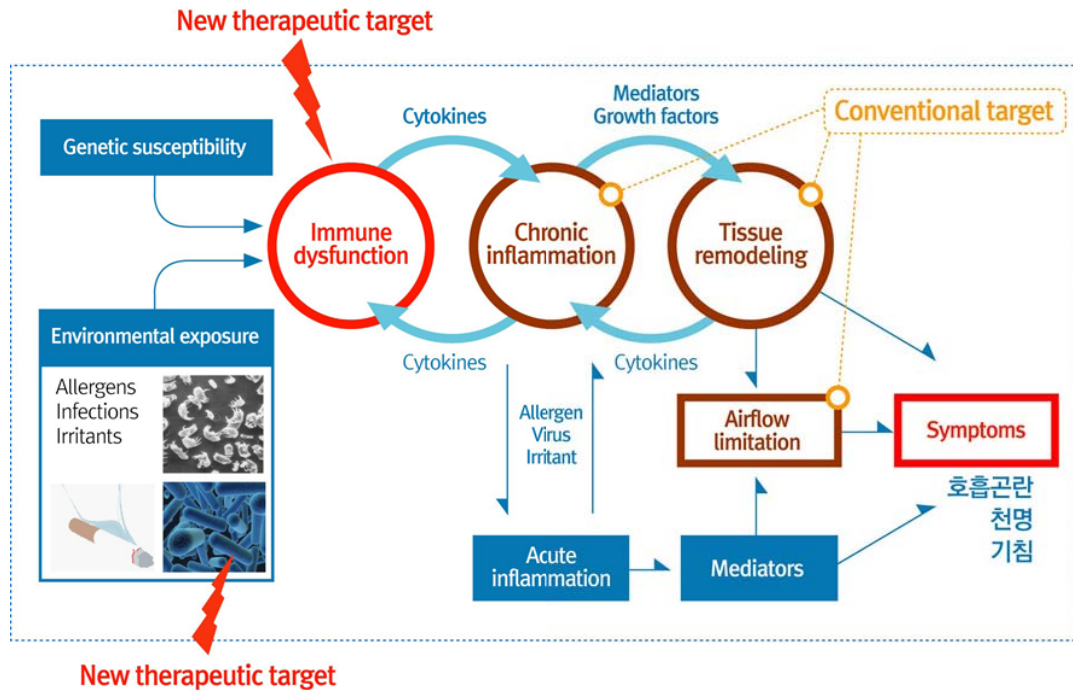 New therapeutic target
Genetic susceptibility
Cytokines
Mediators
Growth factors
Conventional target
Immune
dysfunction
Chronic
inflammation
Tissue
remodeling
Environmental exposure
Allergens
Infections
Irritants
Cytokines
Cytokines
Allergen
Virus
Irritant
Airflow
limitation
Symptoms
호흡곤란
천명
기침
Acute
inflammation
Mediators
New therapeutic target